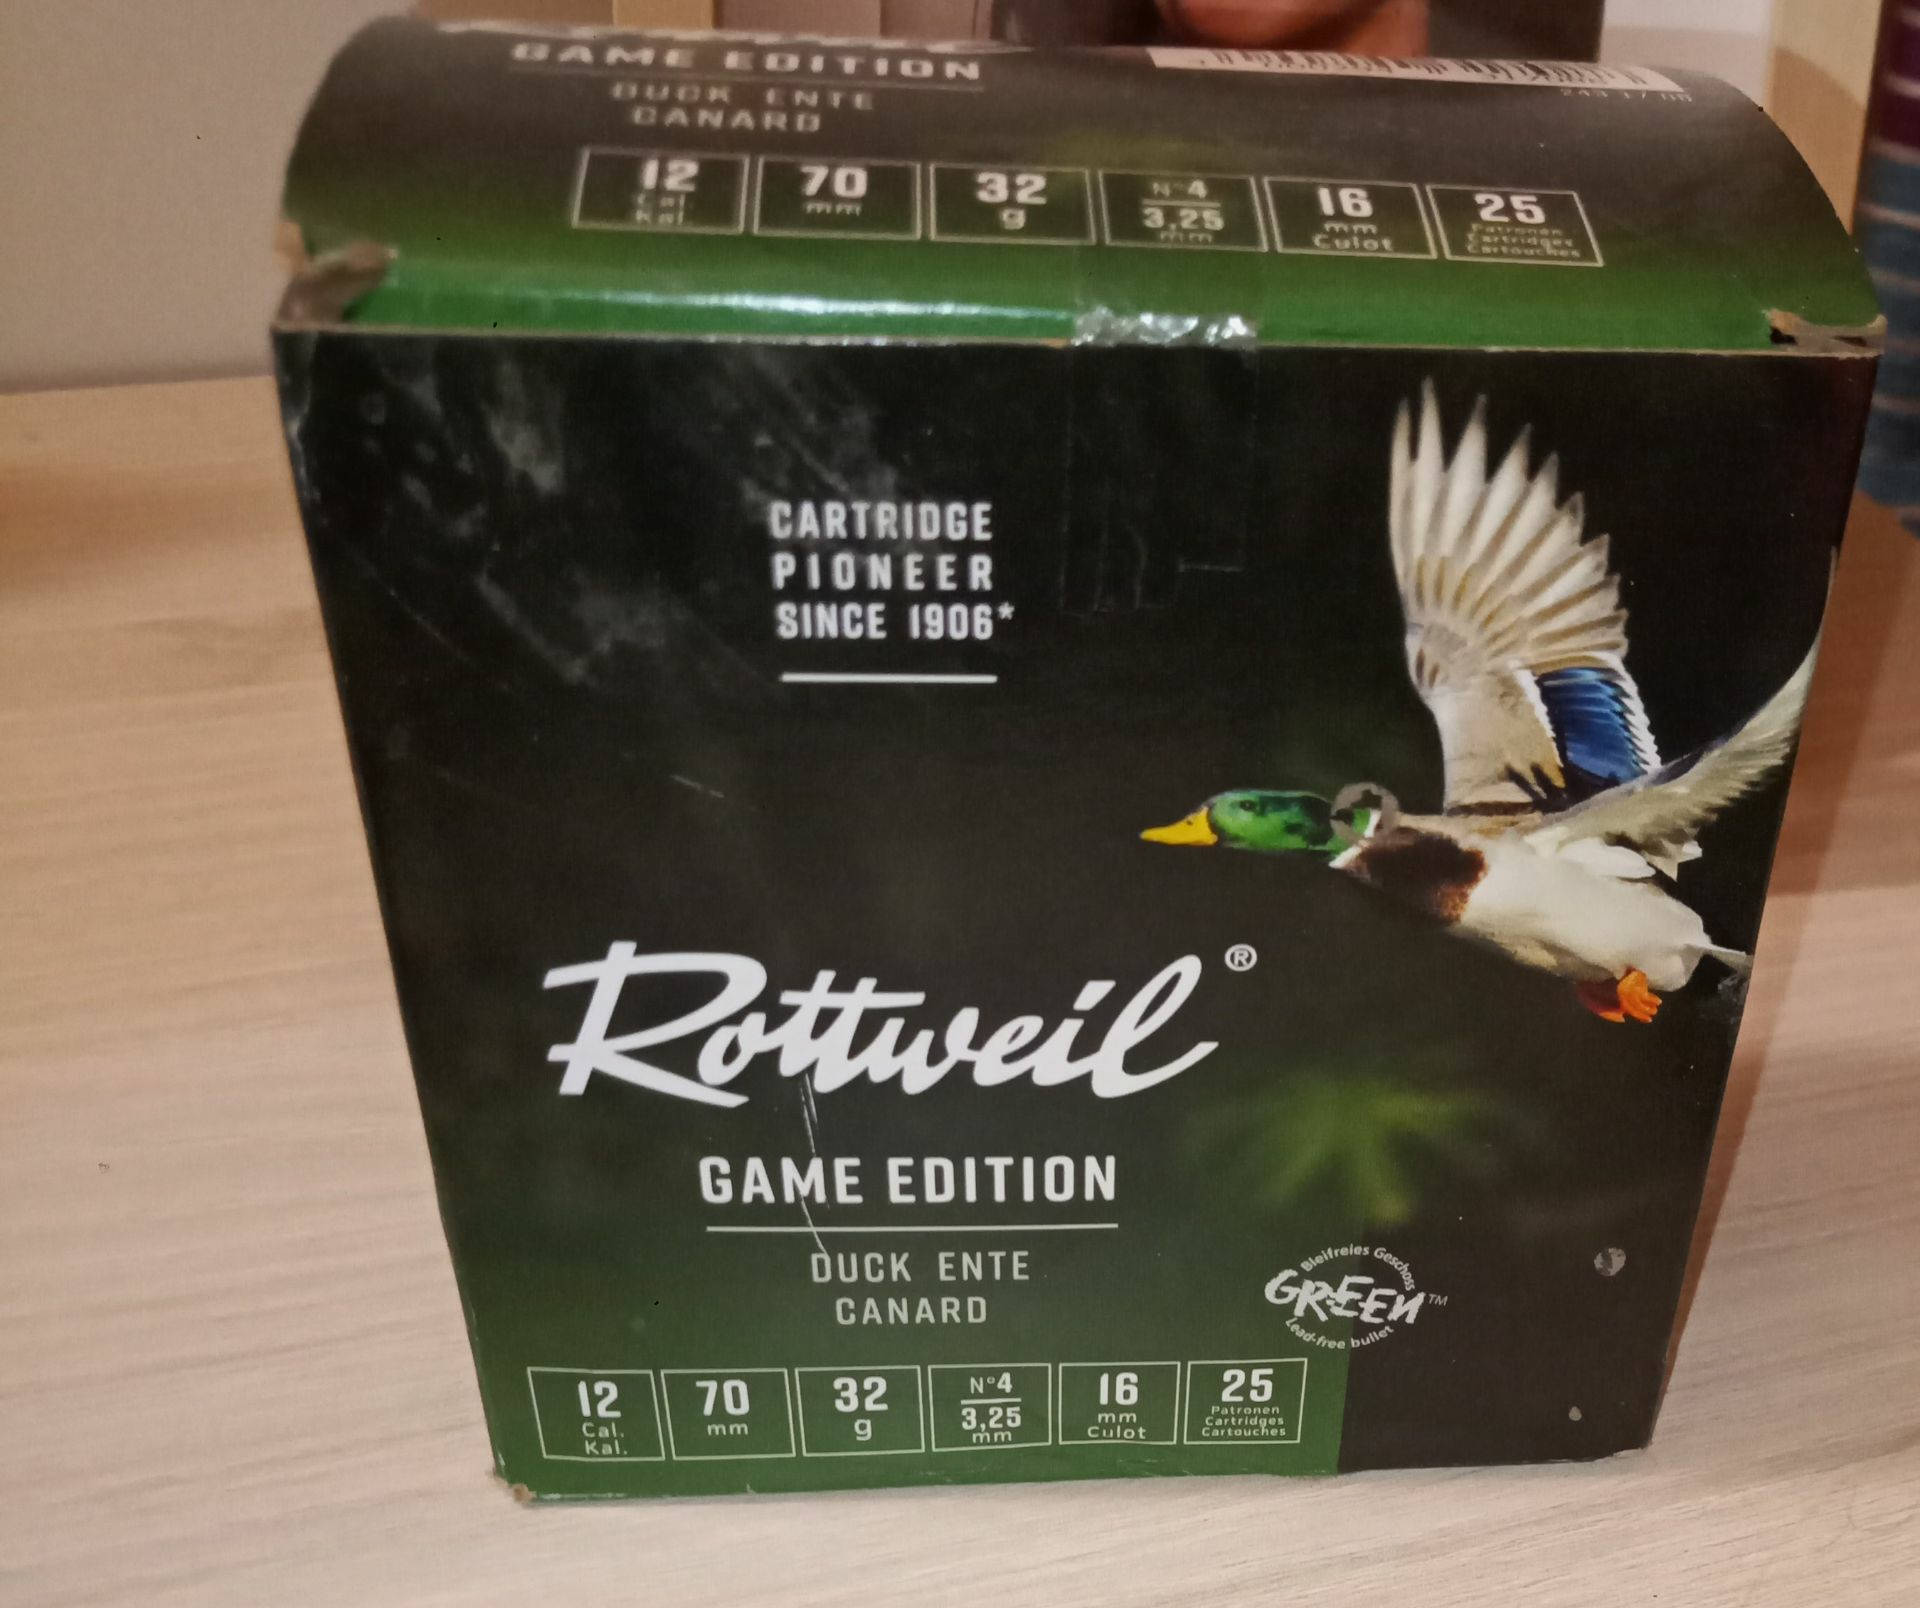 GAME EDITION
DUCK ENTE
CANARD
12
Cal.
Kal.
70
mm
32
g
N°4
3,25
mm
16
mm
Culot
25
Patronen
Cartridges
Cartouches
CARTRIDGE
PIONEER
SINCE 1906*
Rottweil®
GAME EDITION
DUCK ENTE
CANARD
Bleifreies Geschoss
GREEN™
Lead-free bullet
12
Cal.
Kal.
70
mm
32
g
N°4
3,25
mm
16
mm
Culot
25
Patronen
Cartridges
Cartouches